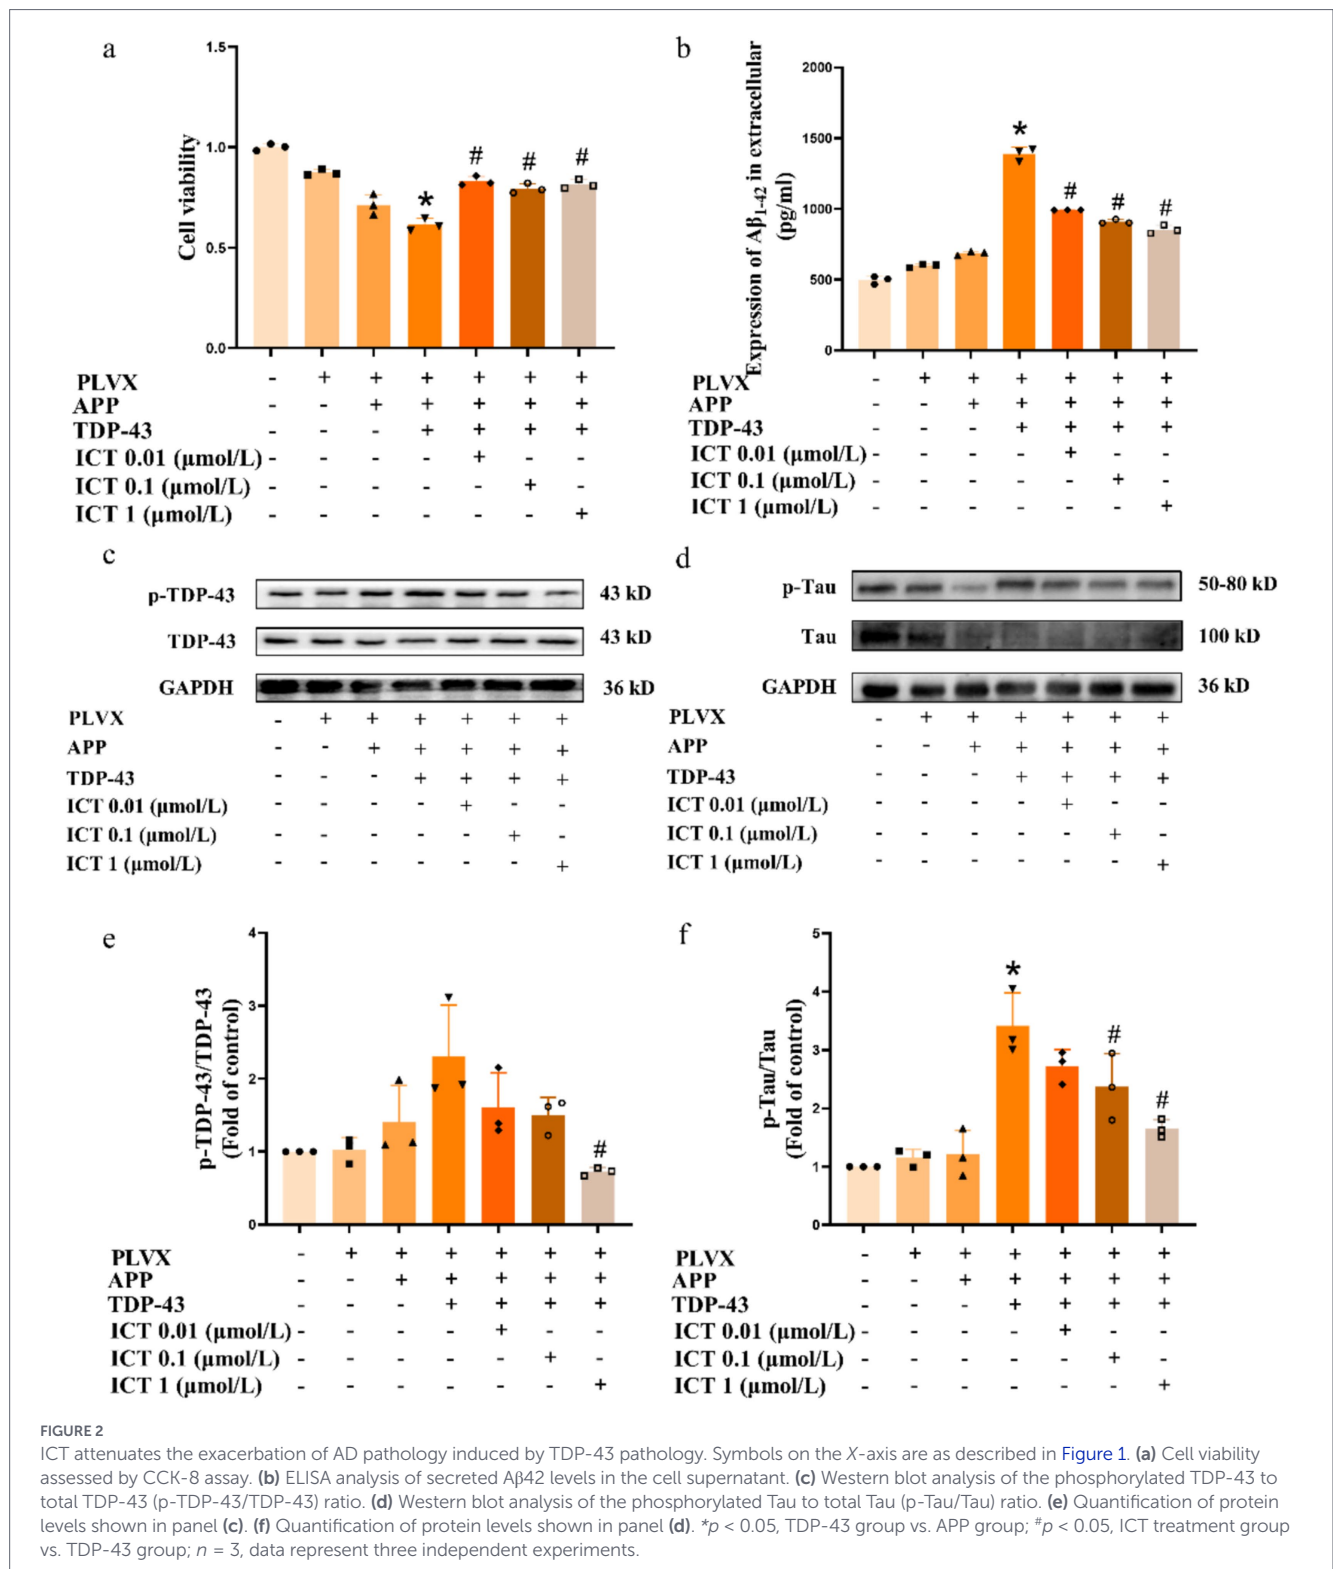 a
1.5
1.0
0.5
0.0
Cell viability
*
#
#
#
PLVX - + + + + + +
APP - - + + + + +
TDP-43 - - - + + + +
ICT 0.01 (μmol/L) - - - - + - -
ICT 0.1 (μmol/L) - - - - - + -
ICT 1 (μmol/L) - - - - - - +
b
2000
1500
1000
500
0
Expression of Aβ1-42 in extracellular
(pg/ml)
*
#
#
#
PLVX - + + + + + +
APP - - + + + + +
TDP-43 - - - + + + +
ICT 0.01 (μmol/L) - - - - + - -
ICT 0.1 (μmol/L) - - - - - + -
ICT 1 (μmol/L) - - - - - - +
c
p-TDP-43 43 kD
TDP-43 43 kD
GAPDH 36 kD
PLVX - + + + + + +
APP - - + + + + +
TDP-43 - - - + + + +
ICT 0.01 (μmol/L) - - - - + - -
ICT 0.1 (μmol/L) - - - - - + -
ICT 1 (μmol/L) - - - - - - +
d
p-Tau 50-80 kD
Tau 100 kD
GAPDH 36 kD
PLVX - + + + + + +
APP - - + + + + +
TDP-43 - - - + + + +
ICT 0.01 (μmol/L) - - - - + - -
ICT 0.1 (μmol/L) - - - - - + -
ICT 1 (μmol/L) - - - - - - +
e
4
3
2
1
0
p-TDP-43/TDP-43
(Fold of control)
#
PLVX - + + + + + +
APP - - + + + + +
TDP-43 - - - + + + +
ICT 0.01 (μmol/L) - - - - + - -
ICT 0.1 (μmol/L) - - - - - + -
ICT 1 (μmol/L) - - - - - - +
f
5
4
3
2
1
0
p-Tau/Tau
(Fold of control)
*
#
#
PLVX - + + + + + +
APP - - + + + + +
TDP-43 - - - + + + +
ICT 0.01 (μmol/L) - - - - + - -
ICT 0.1 (μmol/L) - - - - - + -
ICT 1 (μmol/L) - - - - - - +
FIGURE 2
ICT attenuates the exacerbation of AD pathology induced by TDP-43 pathology. Symbols on the X-axis are as described in Figure 1. (a) Cell viability
assessed by CCK-8 assay. (b) ELISA analysis of secreted Aβ42 levels in the cell supernatant. (c) Western blot analysis of the phosphorylated TDP-43 to
total TDP-43 (p-TDP-43/TDP-43) ratio. (d) Western blot analysis of the phosphorylated Tau to total Tau (p-Tau/Tau) ratio. (e) Quantification of protein
levels shown in panel (c). (f) Quantification of protein levels shown in panel (d). *p < 0.05, TDP-43 group vs. APP group; #p < 0.05, ICT treatment group
vs. TDP-43 group; n = 3, data represent three independent experiments.